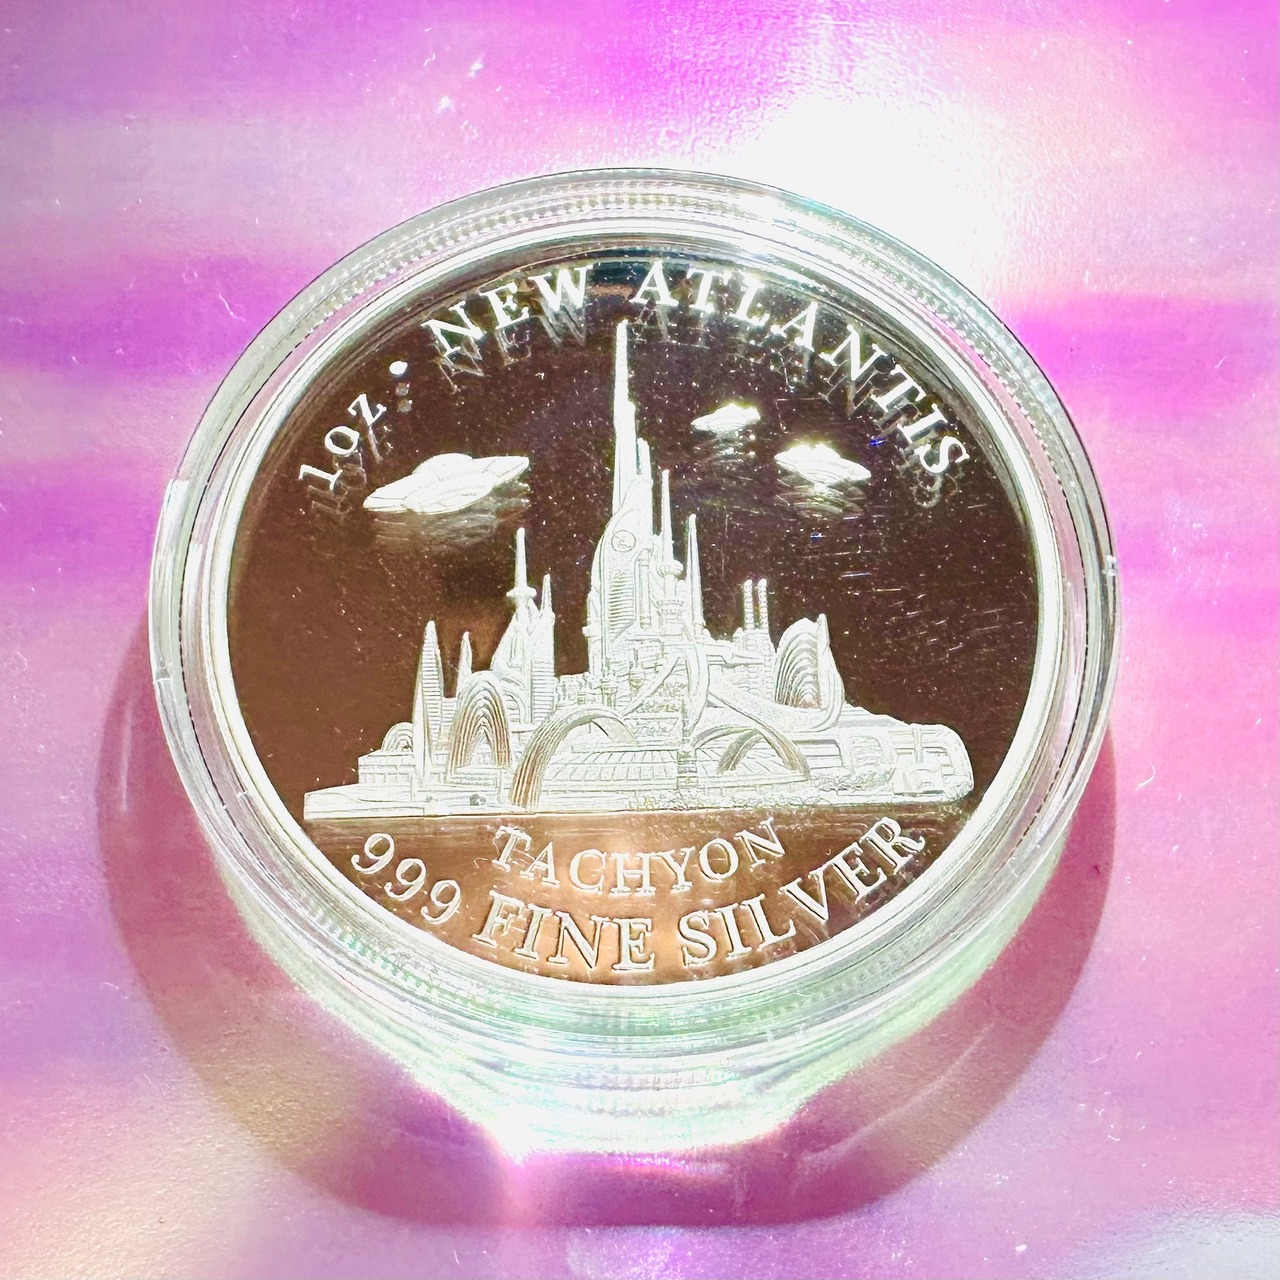 1oz • NEW ATLANTIS
TACHYON
999 FINE SILVER